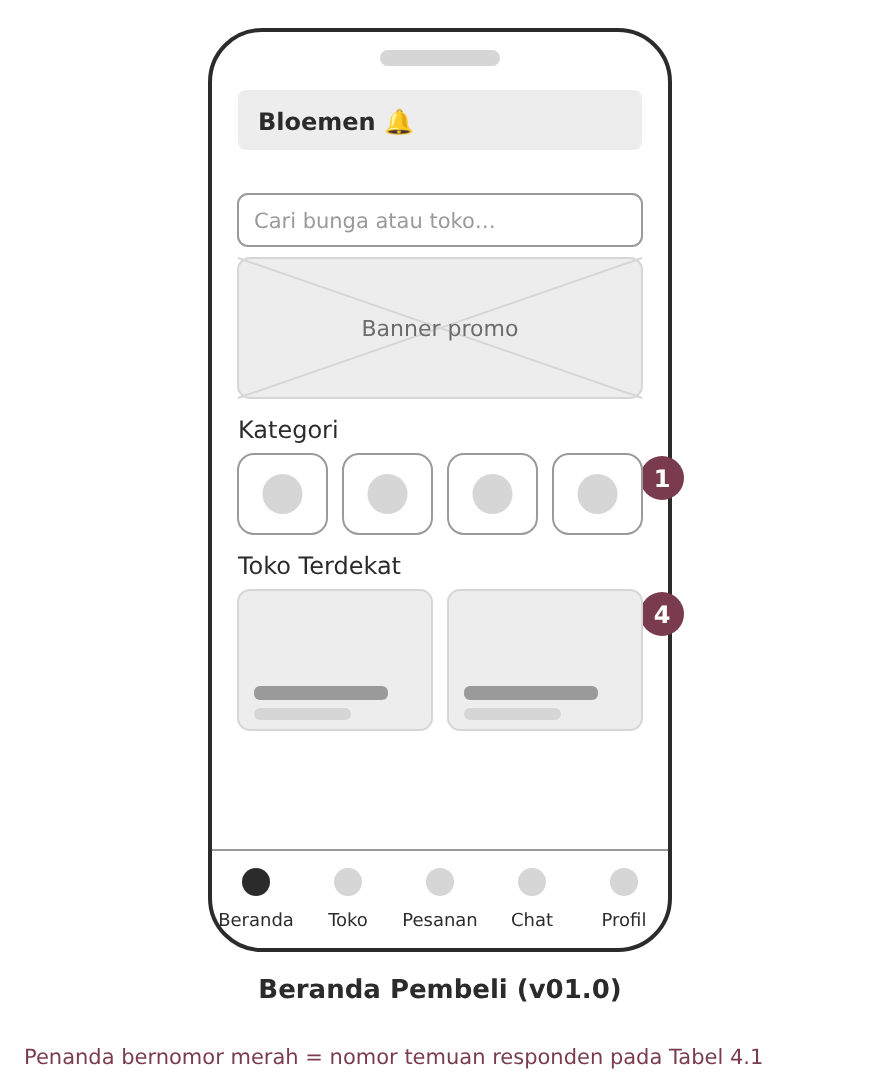 Bloemen 🔔
Cari bunga atau toko...
Banner promo
Kategori
1
Toko Terdekat
4
Beranda Toko Pesanan Chat Profil
Beranda Pembeli (v01.0)
Penanda bernomor merah = nomor temuan responden pada Tabel 4.1